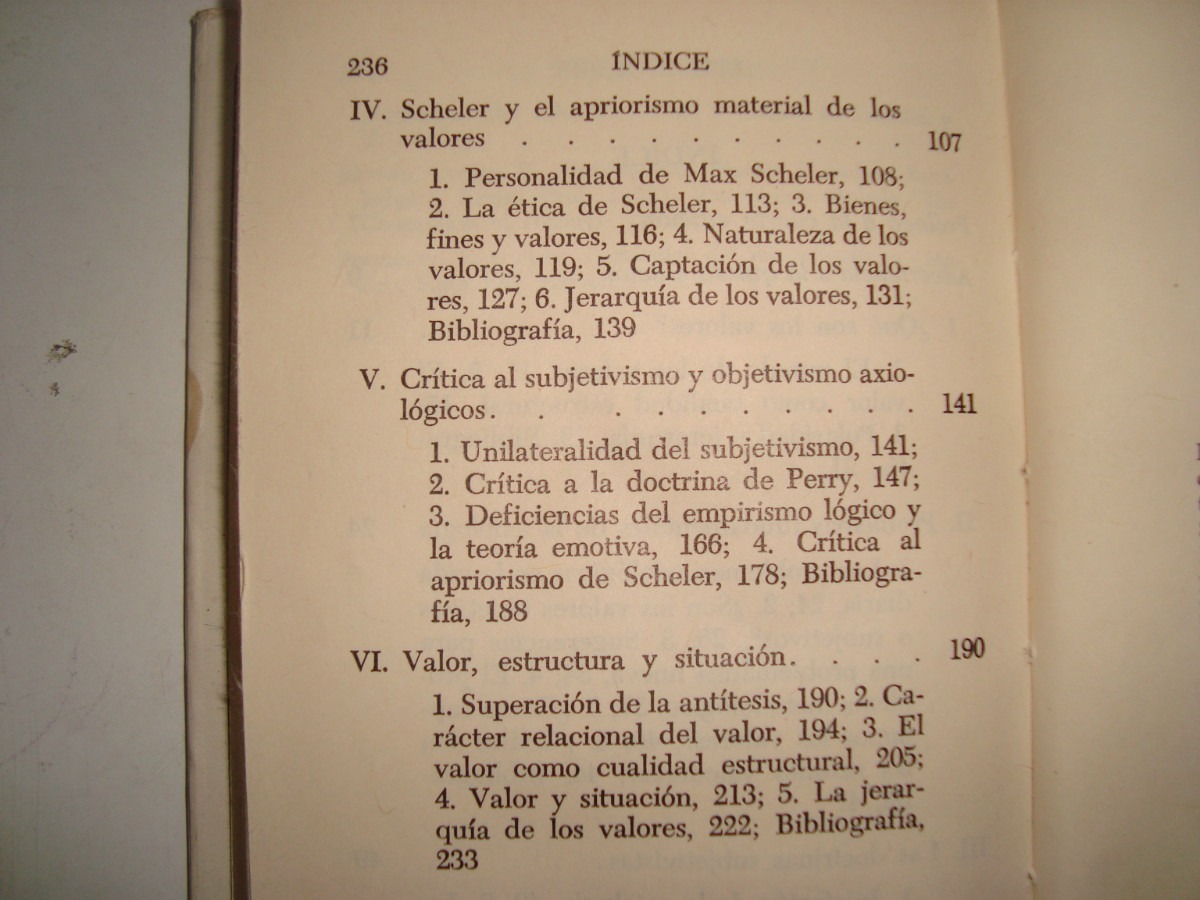 236 ÍNDICE
IV. Scheler y el apriorismo material de los
valores . . . . . . . . . 107
1. Personalidad de Max Scheler, 108;
2. La ética de Scheler, 113; 3. Bienes,
fines y valores, 116; 4. Naturaleza de los
valores, 119; 5. Captación de los valo-
res, 127; 6. Jerarquía de los valores, 131;
Bibliografía, 139
V. Crítica al subjetivismo y objetivismo axio-
lógicos. . . . . . . . . . 141
1. Unilateralidad del subjetivismo, 141;
2. Crítica a la doctrina de Perry, 147;
3. Deficiencias del empirismo lógico y
la teoría emotiva, 166; 4. Crítica al
apriorismo de Scheler, 178; Bibliogra-
fía, 188
VI. Valor, estructura y situación. . . . 190
1. Superación de la antítesis, 190; 2. Ca-
rácter relacional del valor, 194; 3. El
valor como cualidad estructural, 205;
4. Valor y situación, 213; 5. La jerar-
quía de los valores, 222; Bibliografía,
233